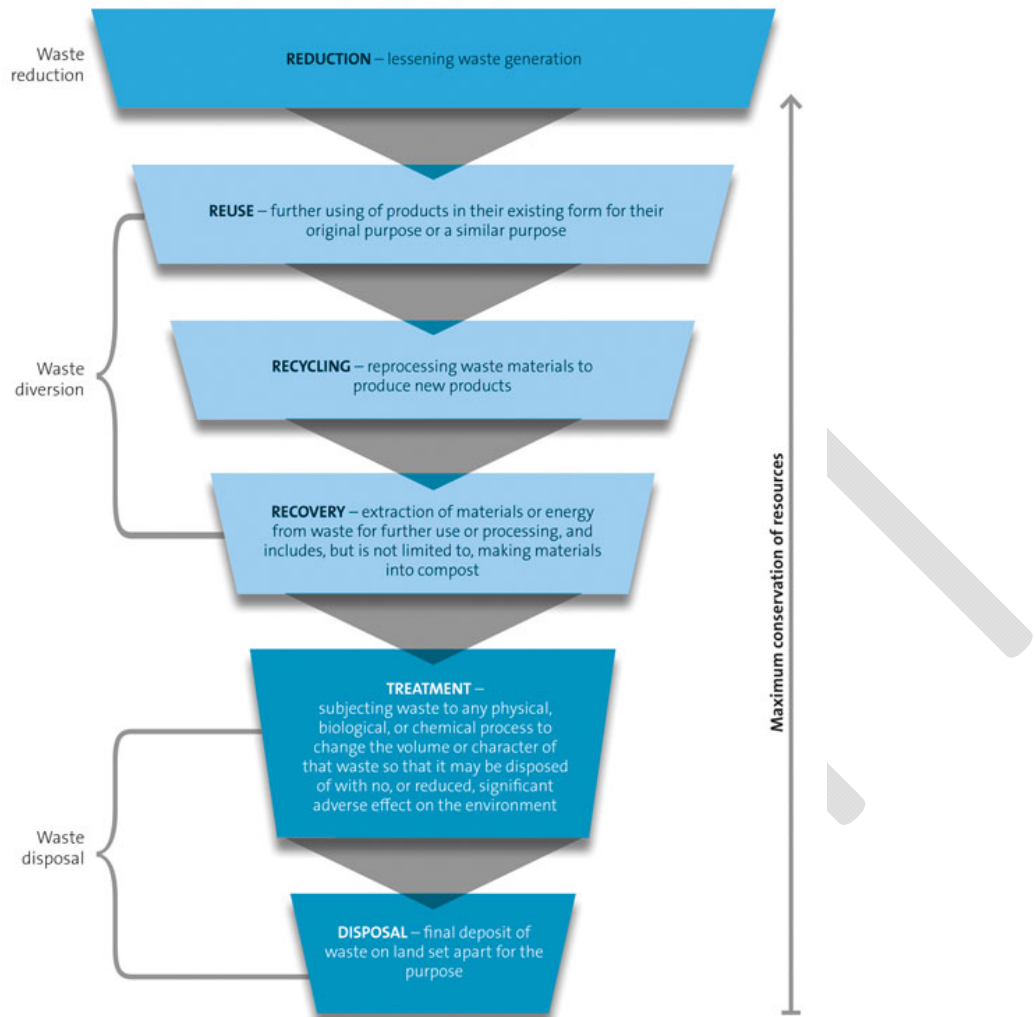 Waste
reduction
REDUCTION – lessening waste generation
REUSE – further using of products in their existing form for their
original purpose or a similar purpose
Waste
diversion
RECYCLING – reprocessing waste materials to
produce new products
RECOVERY – extraction of materials or energy
from waste for further use or processing, and
includes, but is not limited to, making materials
into compost
Maximum conservation of resources
TREATMENT –
subjecting waste to any physical,
biological, or chemical process to
change the volume or character of
that waste so that it may be disposed
of with no, or reduced, significant
adverse effect on the environment
Waste
disposal
DISPOSAL – final deposit of
waste on land set apart for the
purpose